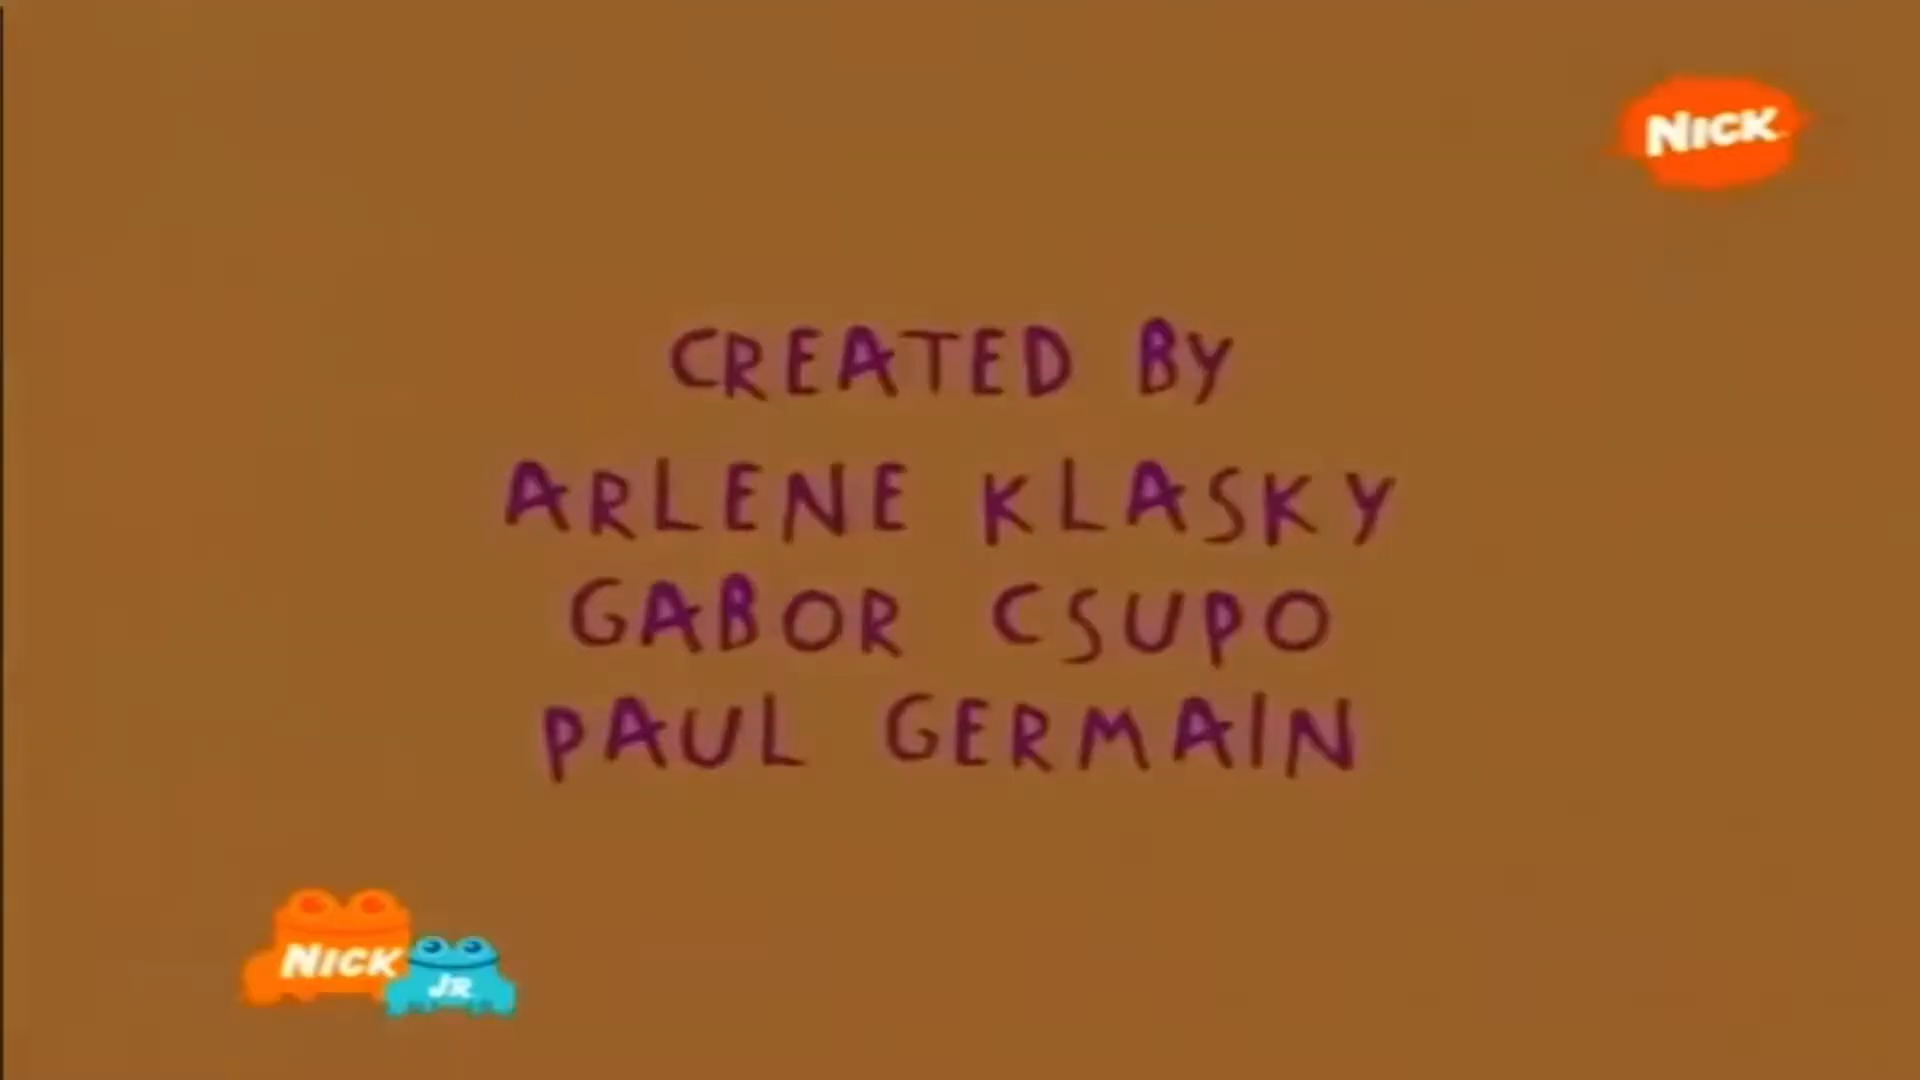 NICK
CREATED BY
ARLENE KLASKY
GABOR CSUPO
PAUL GERMAIN
NICK JR